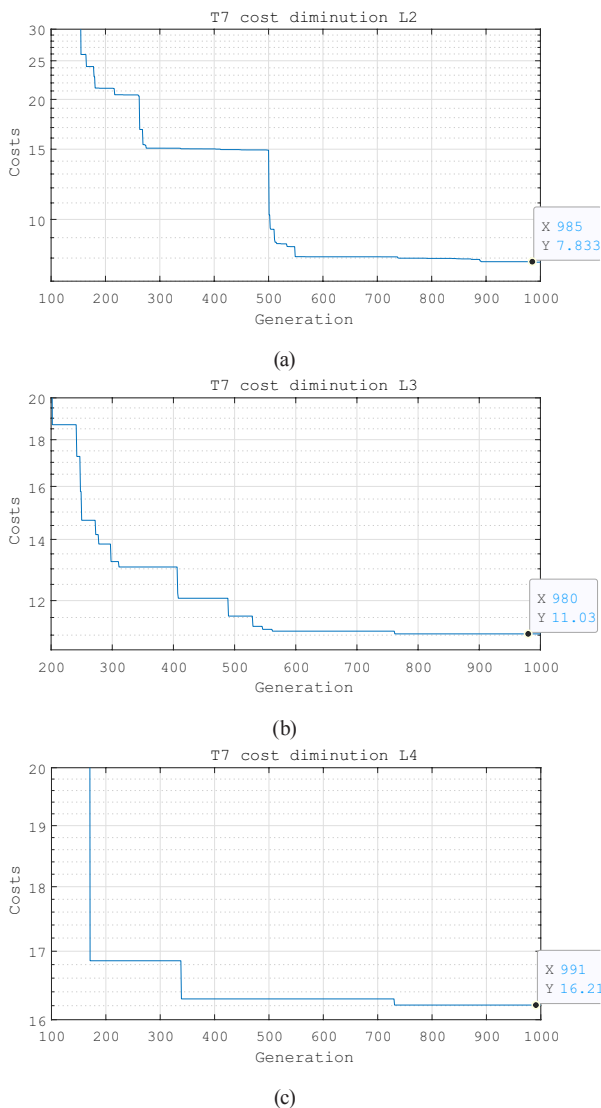 T7 cost diminution L2
30
25
20
15
10
Costs
X 985
Y 7.833
100 200 300 400 500 600 700 800 900 1000
Generation
(a)
T7 cost diminution L3
20
18
16
14
12
Costs
X 980
Y 11.03
200 300 400 500 600 700 800 900 1000
Generation
(b)
T7 cost diminution L4
20
19
18
17
16
Costs
X 991
Y 16.21
100 200 300 400 500 600 700 800 900 1000
Generation
(c)